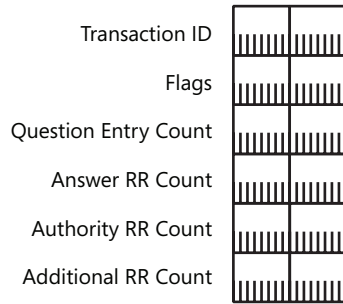 Transaction ID
Flags
Question Entry Count
Answer RR Count
Authority RR Count
Additional RR Count